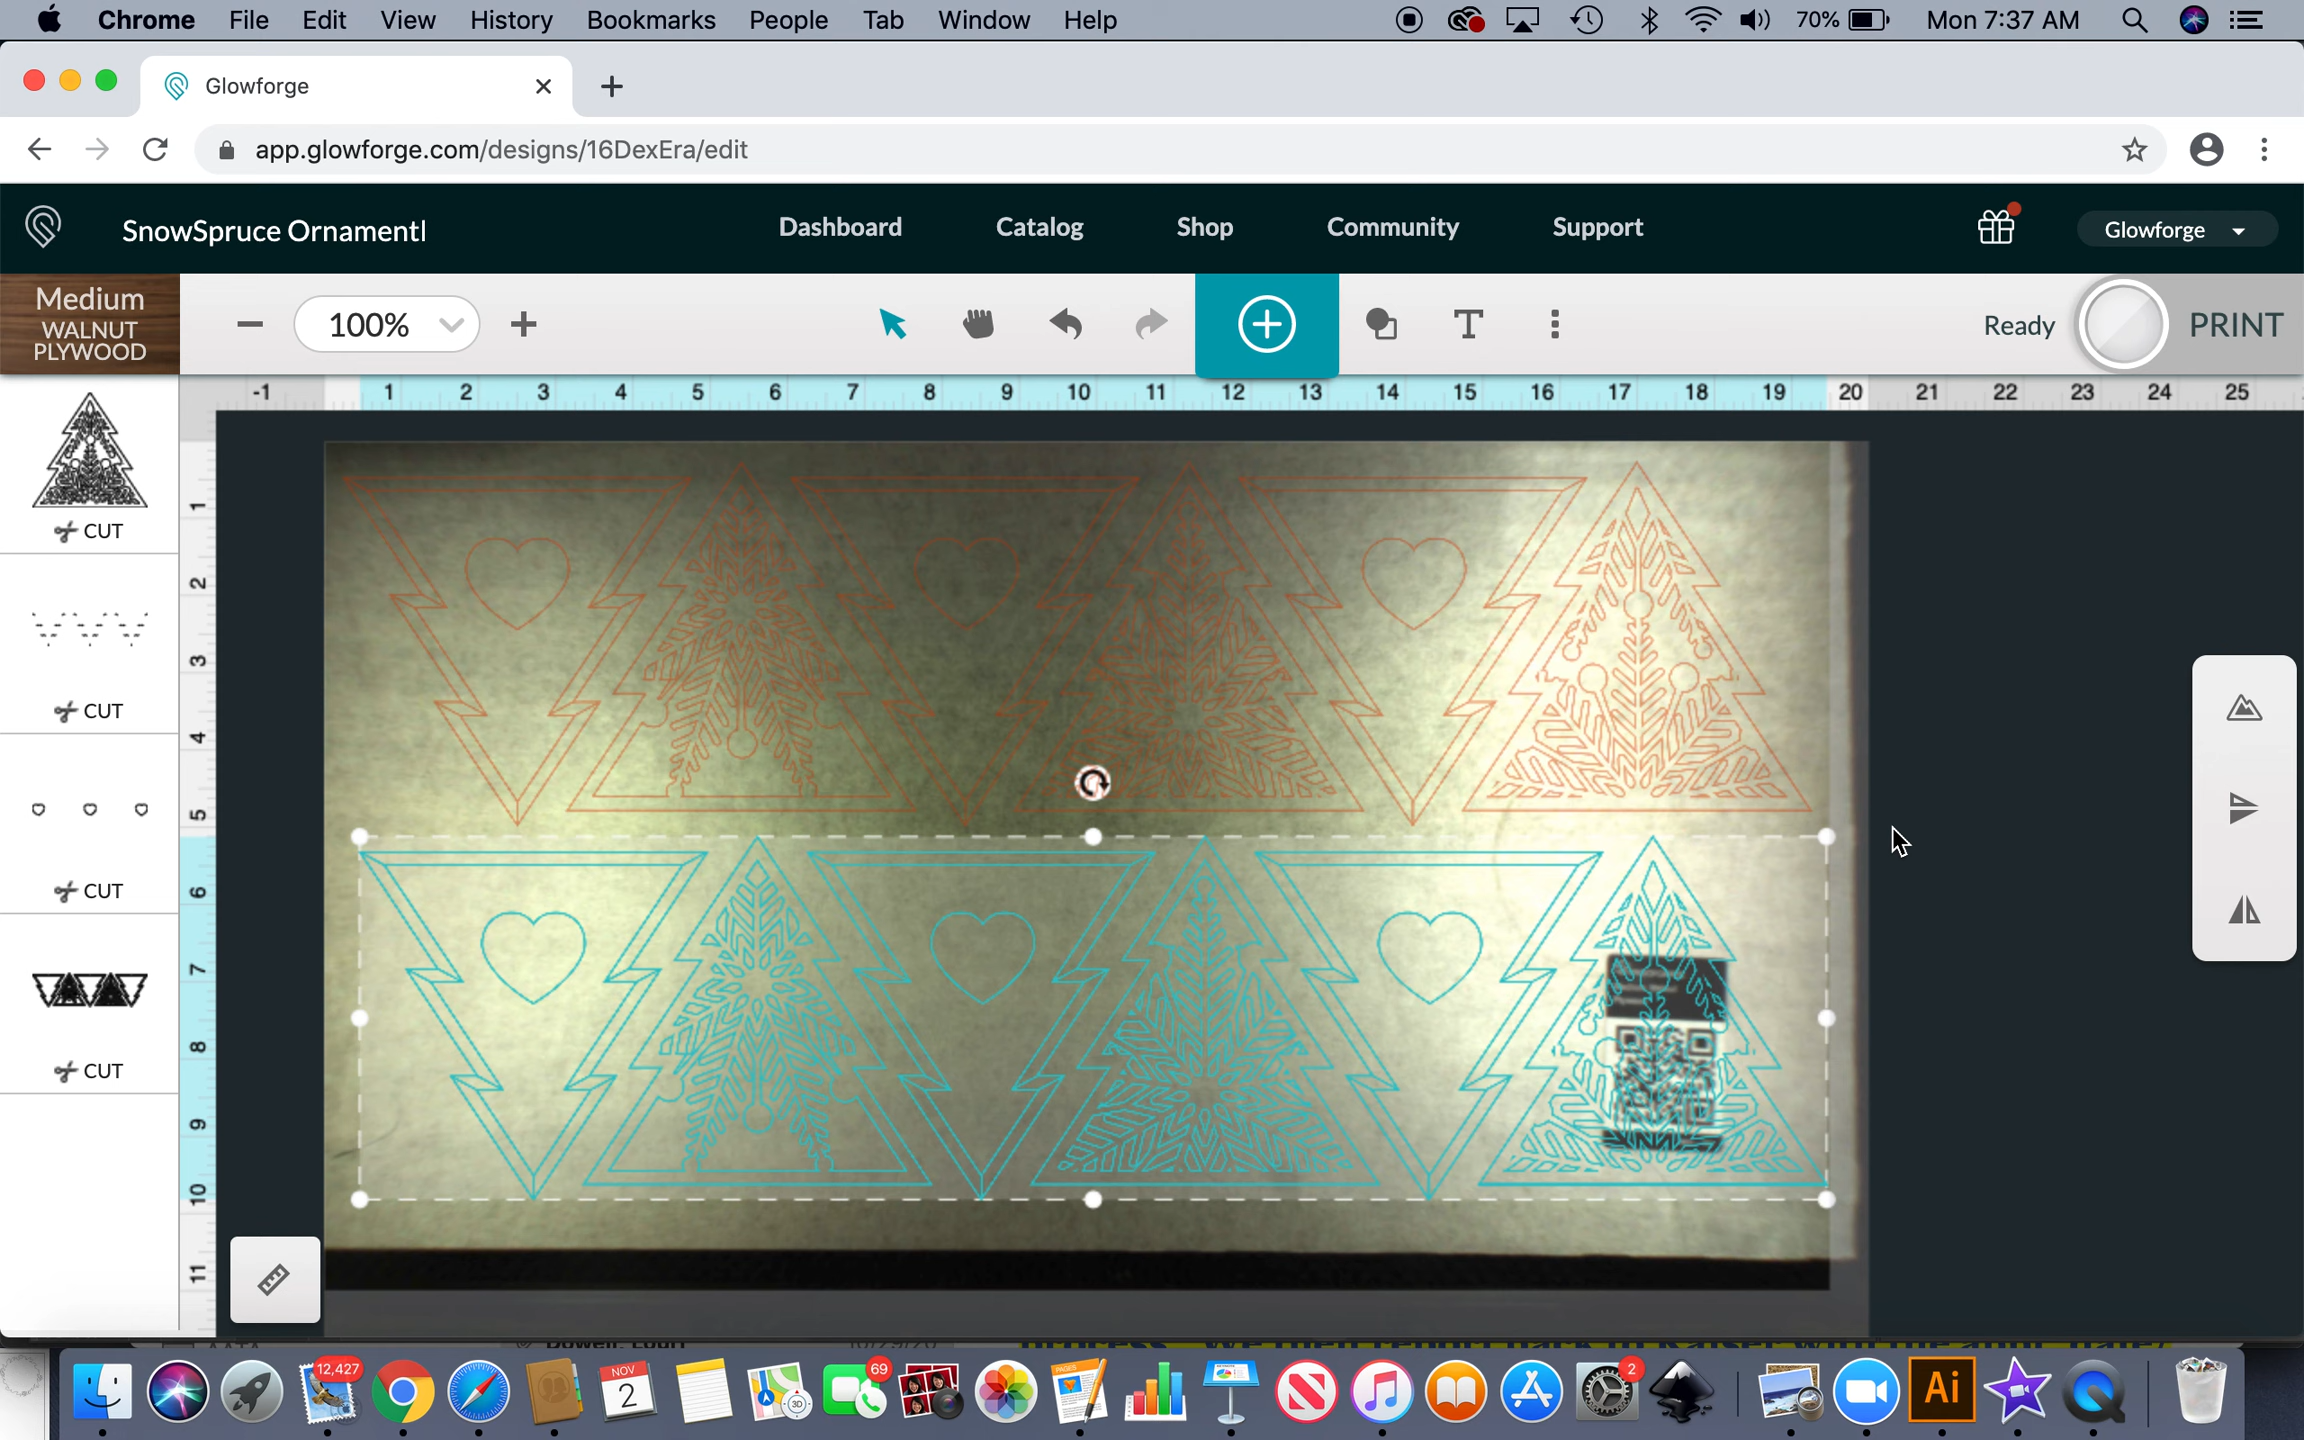 Chrome File Edit View History Bookmarks People Tab Window Help 70% Mon 7:37 AM
Glowforge
app.glowforge.com/designs/16DexEra/edit
SnowSpruce Ornamentl Dashboard Catalog Shop Community Support Glowforge
Medium
WALNUT
PLYWOOD
100% T Ready PRINT
-1 1 2 3 4 5 6 7 8 9 10 11 12 13 14 15 16 17 18 19 20 21 22 23 24 25
CUT
CUT
CUT
CUT
1
2
3
4
5
6
7
8
9
10
11
12,427
NOV
2
3D
69
PAGES
2
Ai